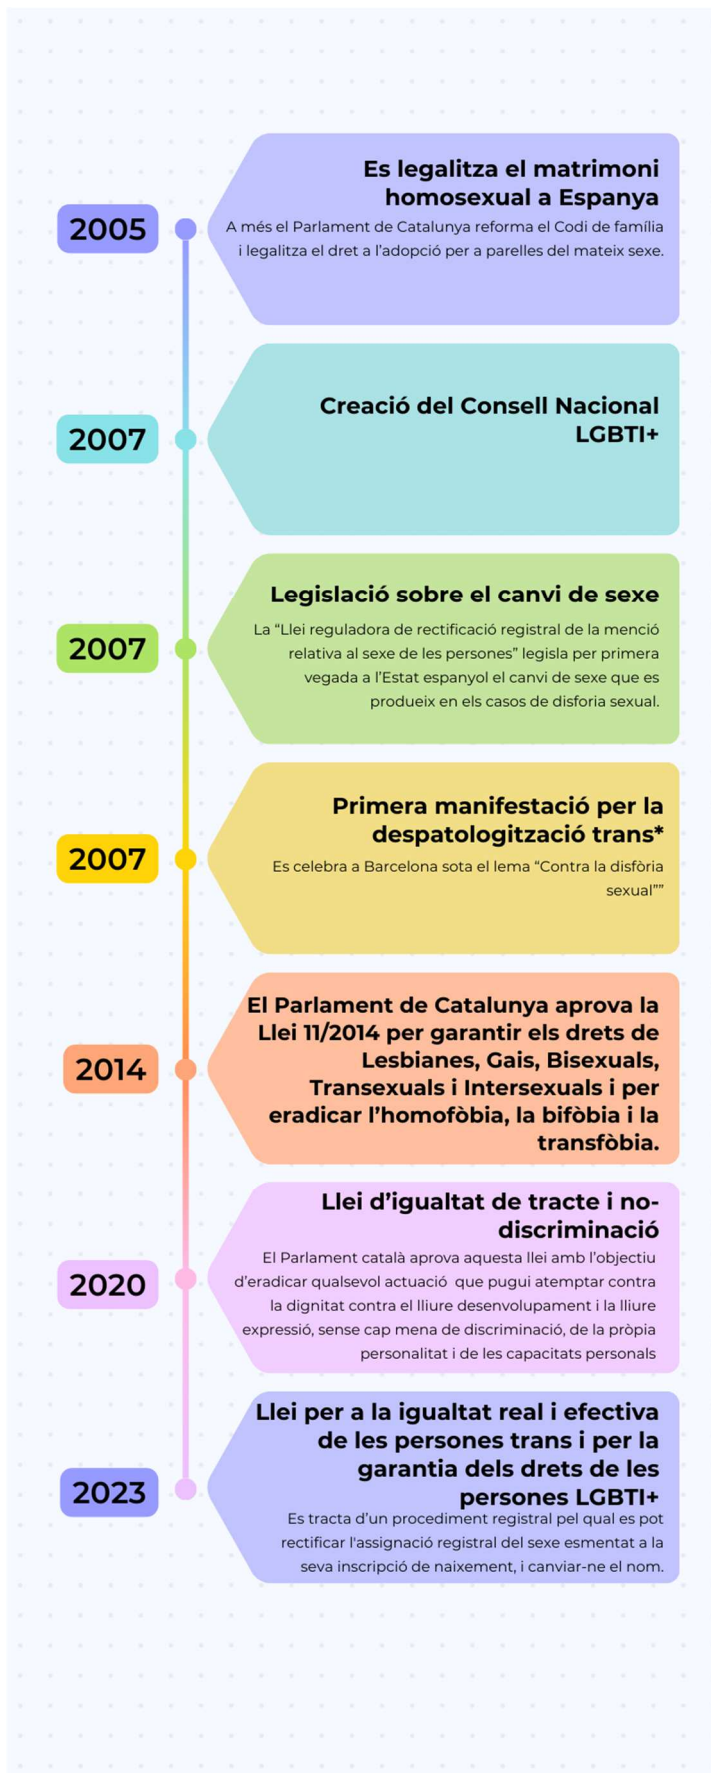 2005
Es legalitza el matrimoni
homosexual a Espanya
A més el Parlament de Catalunya reforma el Codi de família
i legalitza el dret a l'adopció per a parelles del mateix sexe.
2007
Creació del Consell Nacional
LGBTI+
2007
Legislació sobre el canvi de sexe
La “Llei reguladora de rectificació registral de la menció
relativa al sexe de les persones” legisla per primera
vegada a l'Estat espanyol el canvi de sexe que es
produeix en els casos de disforia sexual.
2007
Primera manifestació per la
despatologització trans*
Es celebra a Barcelona sota el lema “Contra la disfòria
sexual””
2014
El Parlament de Catalunya aprova la
Llei 11/2014 per garantir els drets de
Lesbianes, Gais, Bisexuals,
Transexuals i Intersexuals i per
eradicar l'homofòbia, la bifòbia i la
transfòbia.
2020
Llei d'igualtat de tracte i no-
discriminació
El Parlament català aprova aquesta llei amb l'objectiu
d'eradicar qualsevol actuació  que pugui atemptar contra
la dignitat contra el lliure desenvolupament i la lliure
expressió, sense cap mena de discriminació, de la pròpia
personalitat i de les capacitats personals
2023
Llei per a la igualtat real i efectiva
de les persones trans i per la
garantia dels drets de les
persones LGBTI+
Es tracta d'un procediment registral pel qual es pot
rectificar l'assignació registral del sexe esmentat a la
seva inscripció de naixement, i canviar-ne el nom.